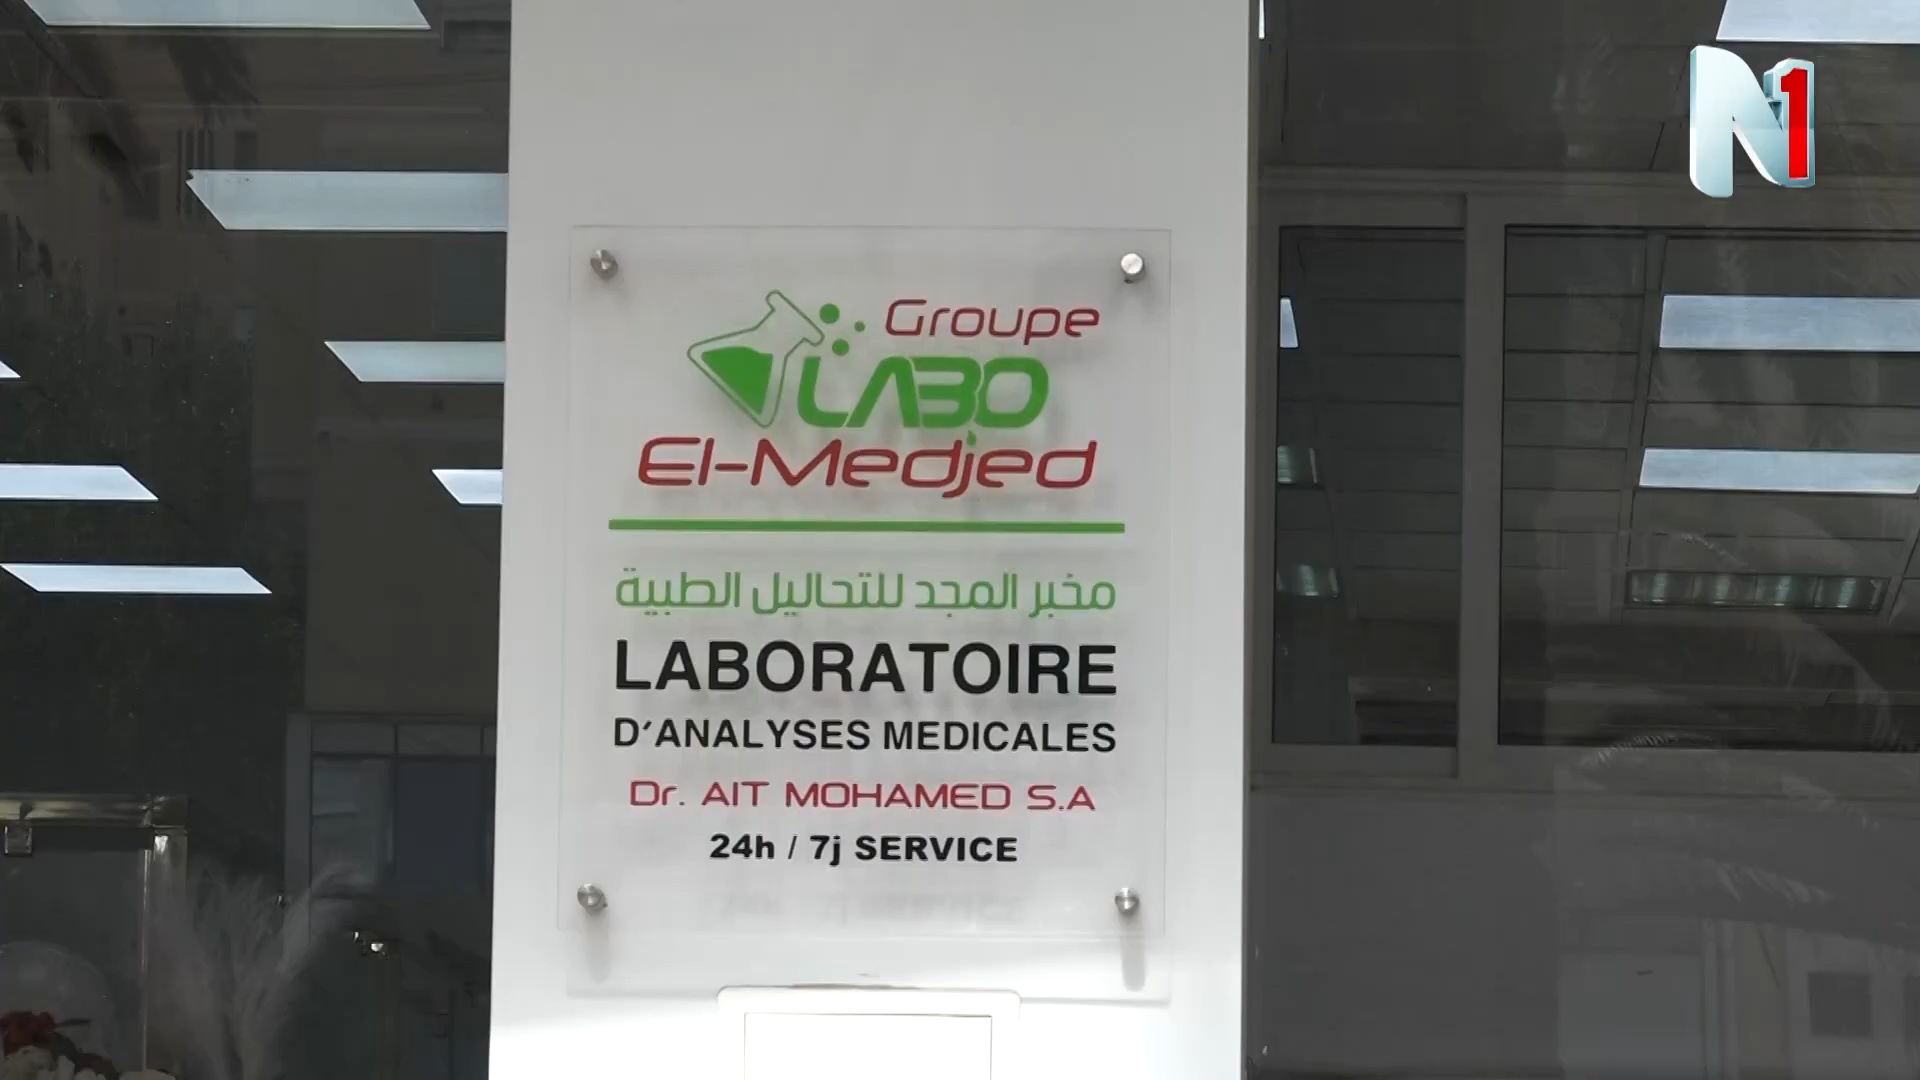 N1
Groupe
LABO
El-Medjed
مخبر المجد للتحاليل الطبية
LABORATOIRE
D'ANALYSES MEDICALES
Dr. AIT MOHAMED S.A
24h / 7j SERVICE